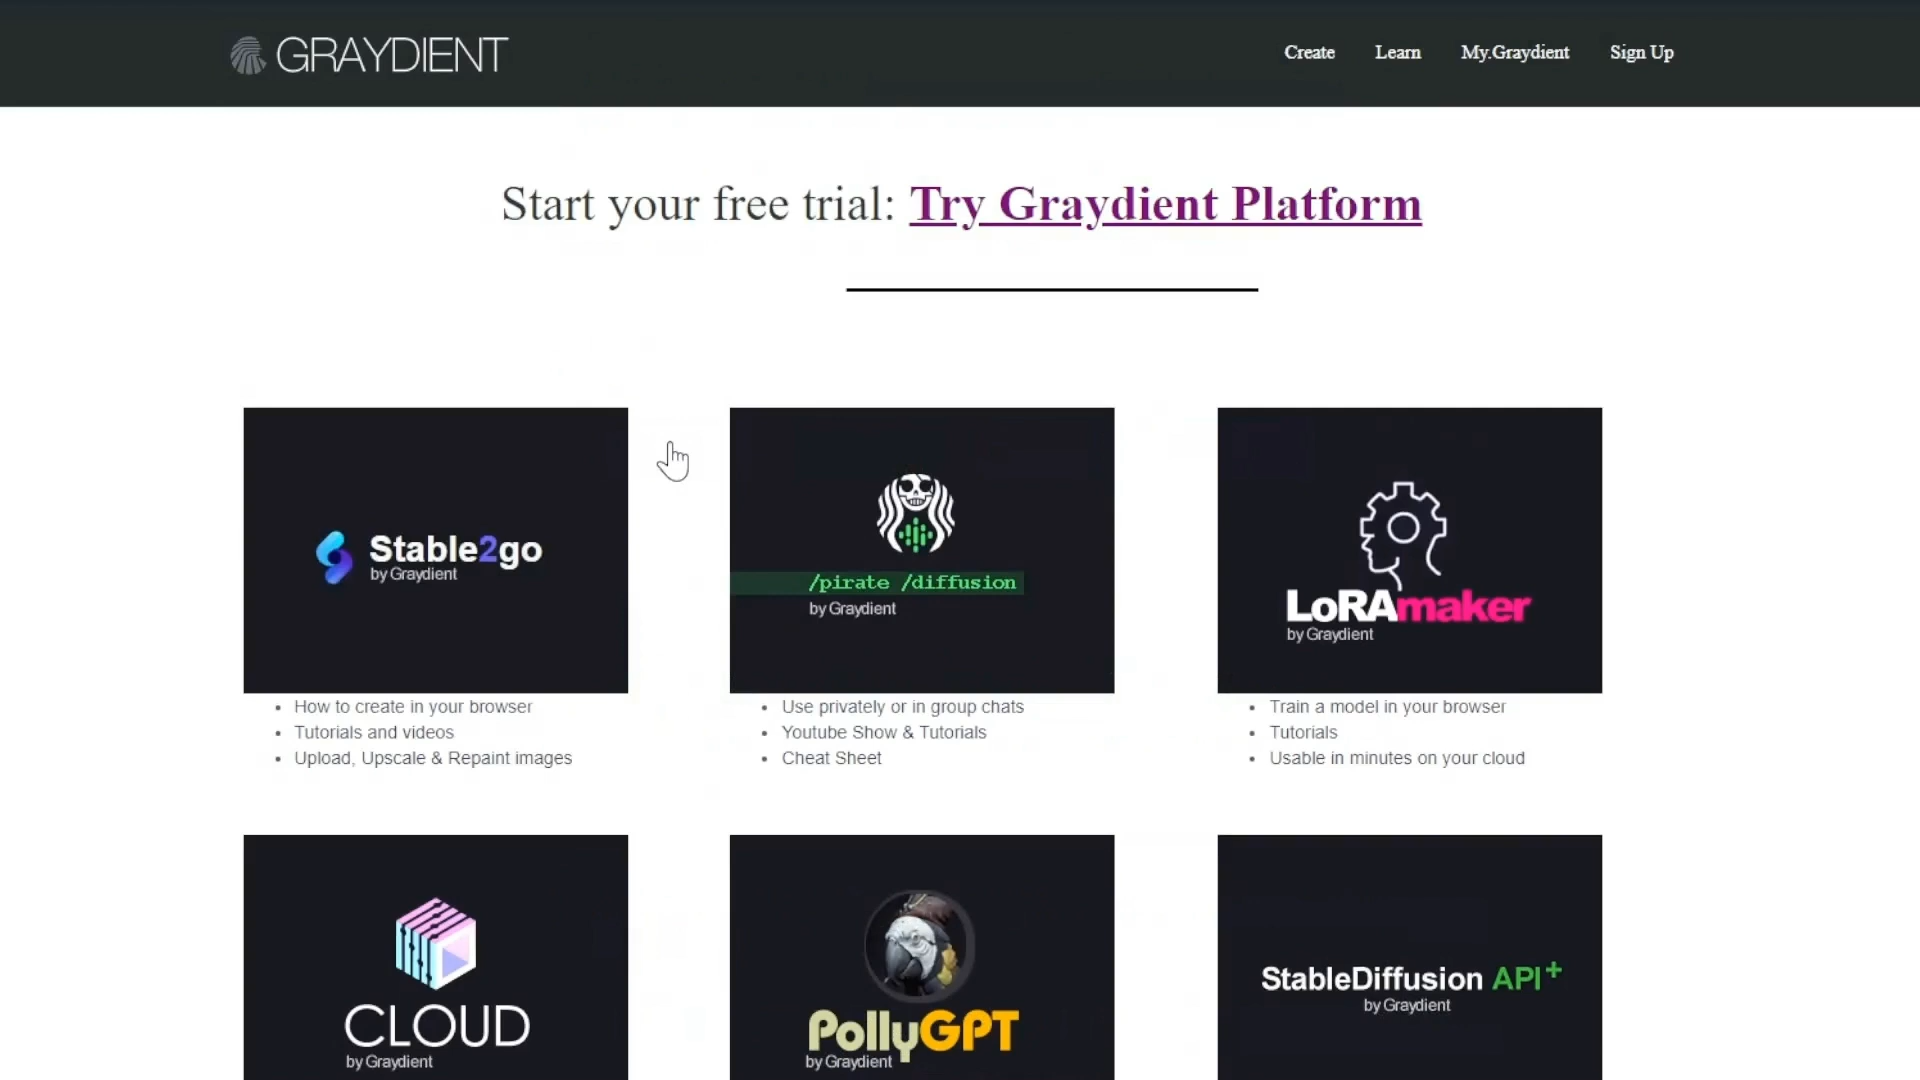 GRAYDIENT
Create Learn My.Graydient Sign Up
Start your free trial: Try Graydient Platform
Stable2go
by Graydient
• How to create in your browser
• Tutorials and videos
• Upload, Upscale & Repaint images
/pirate /diffusion
by Graydient
• Use privately or in group chats
• Youtube Show & Tutorials
• Cheat Sheet
LoRAmaker
by Graydient
• Train a model in your browser
• Tutorials
• Usable in minutes on your cloud
CLOUD
by Graydient
PollyGPT
by Graydient
StableDiffusion API+
by Graydient